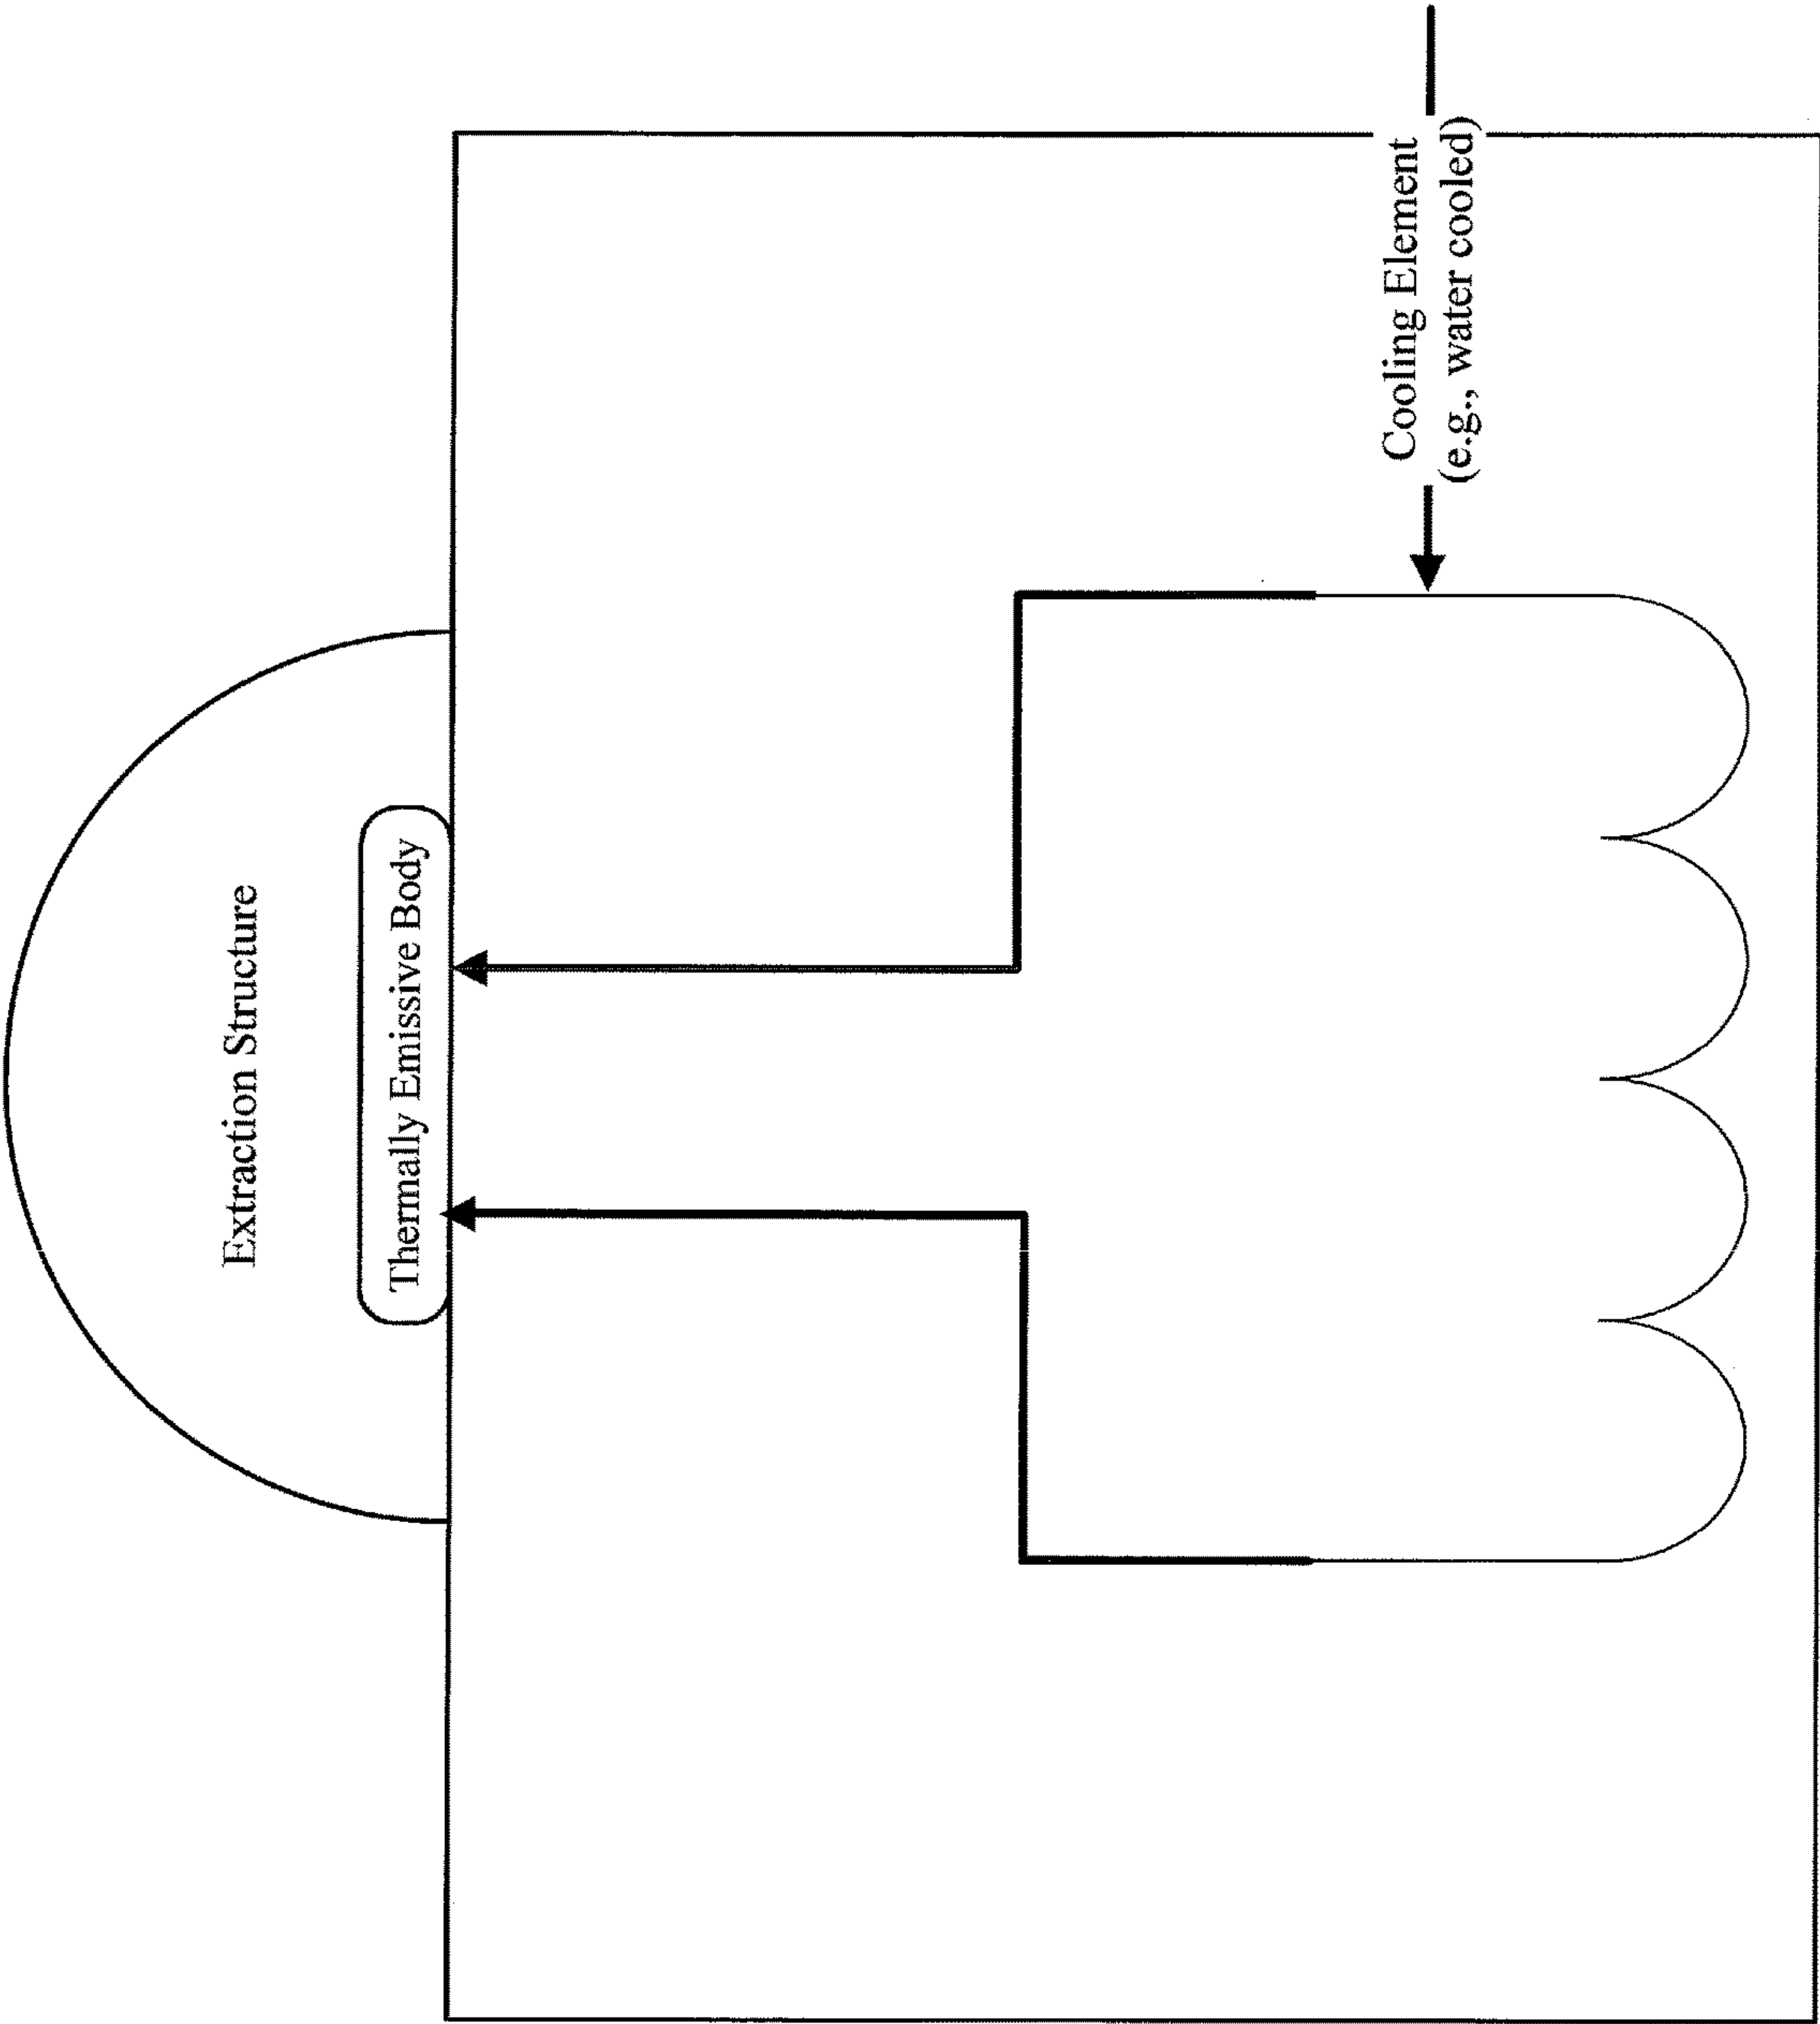 Extraction Structure
Thermally Emissive Body
Cooling Element
(e.g., water cooled)